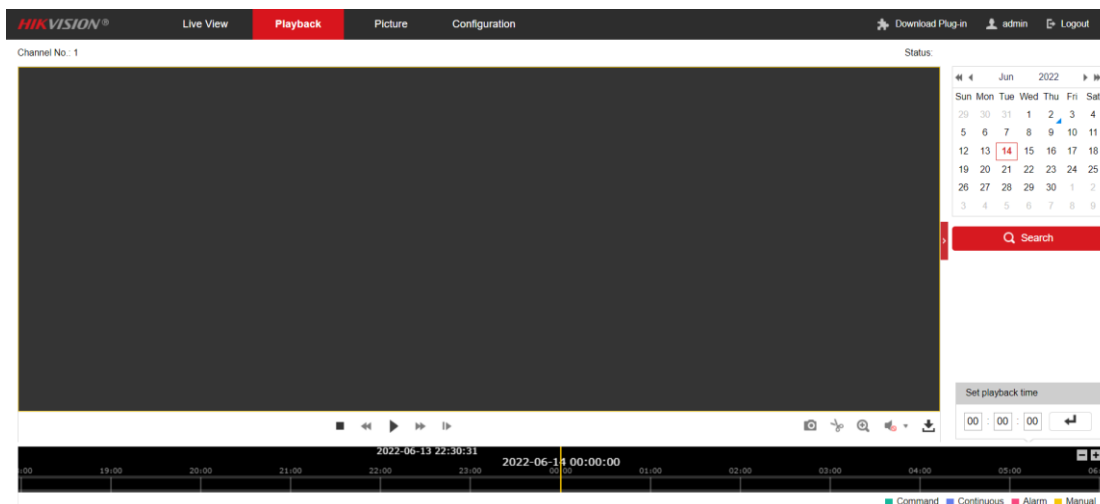 HIKVISION® Live View Playback Picture Configuration Download Plug-in admin Logout
Channel No.: 1 Status:
Jun 2022
Sun Mon Tue Wed Thu Fri Sat
29 30 31 1 2 3 4
5 6 7 8 9 10 11
12 13 14 15 16 17 18
19 20 21 22 23 24 25
26 27 28 29 30 1 2
3 4 5 6 7 8 9
Search
Set playback time
00 : 00 : 00
2022-06-13 22:30:31
2022-06-14 00:00:00
:00 19:00 20:00 21:00 22:00 23:00 00:00 01:00 02:00 03:00 04:00 05:00 06:
Command Continuous Alarm Manual